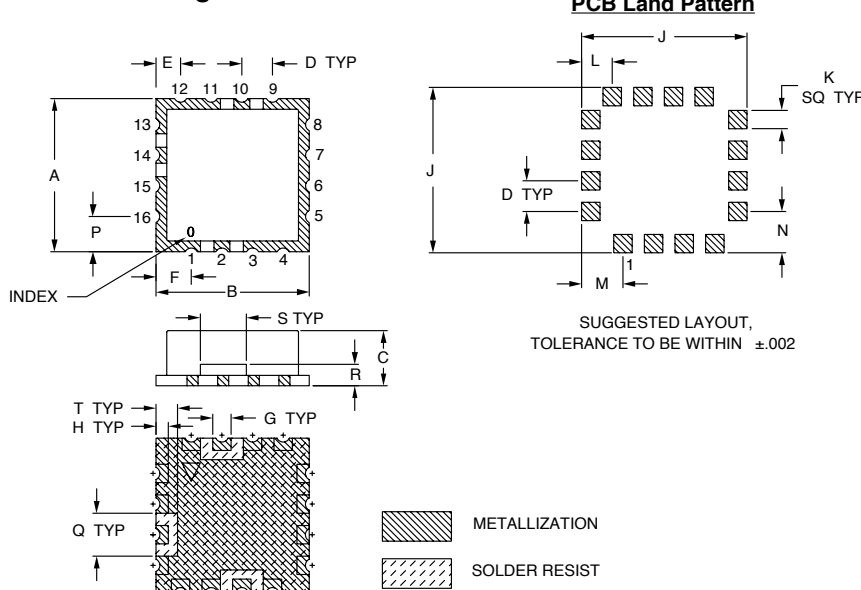 PCB Land Pattern
E
D TYP
12 11 10 9
13
14
15
16
8
7
6
5
A
P
0
1 2 3 4
F
B
INDEX
J
L
K
SQ TYP
J
D TYP
N
1
M
SUGGESTED LAYOUT,
TOLERANCE TO BE WITHIN ±.002
S TYP
C
R
T TYP
H TYP
G TYP
Q TYP
METALLIZATION
SOLDER RESIST